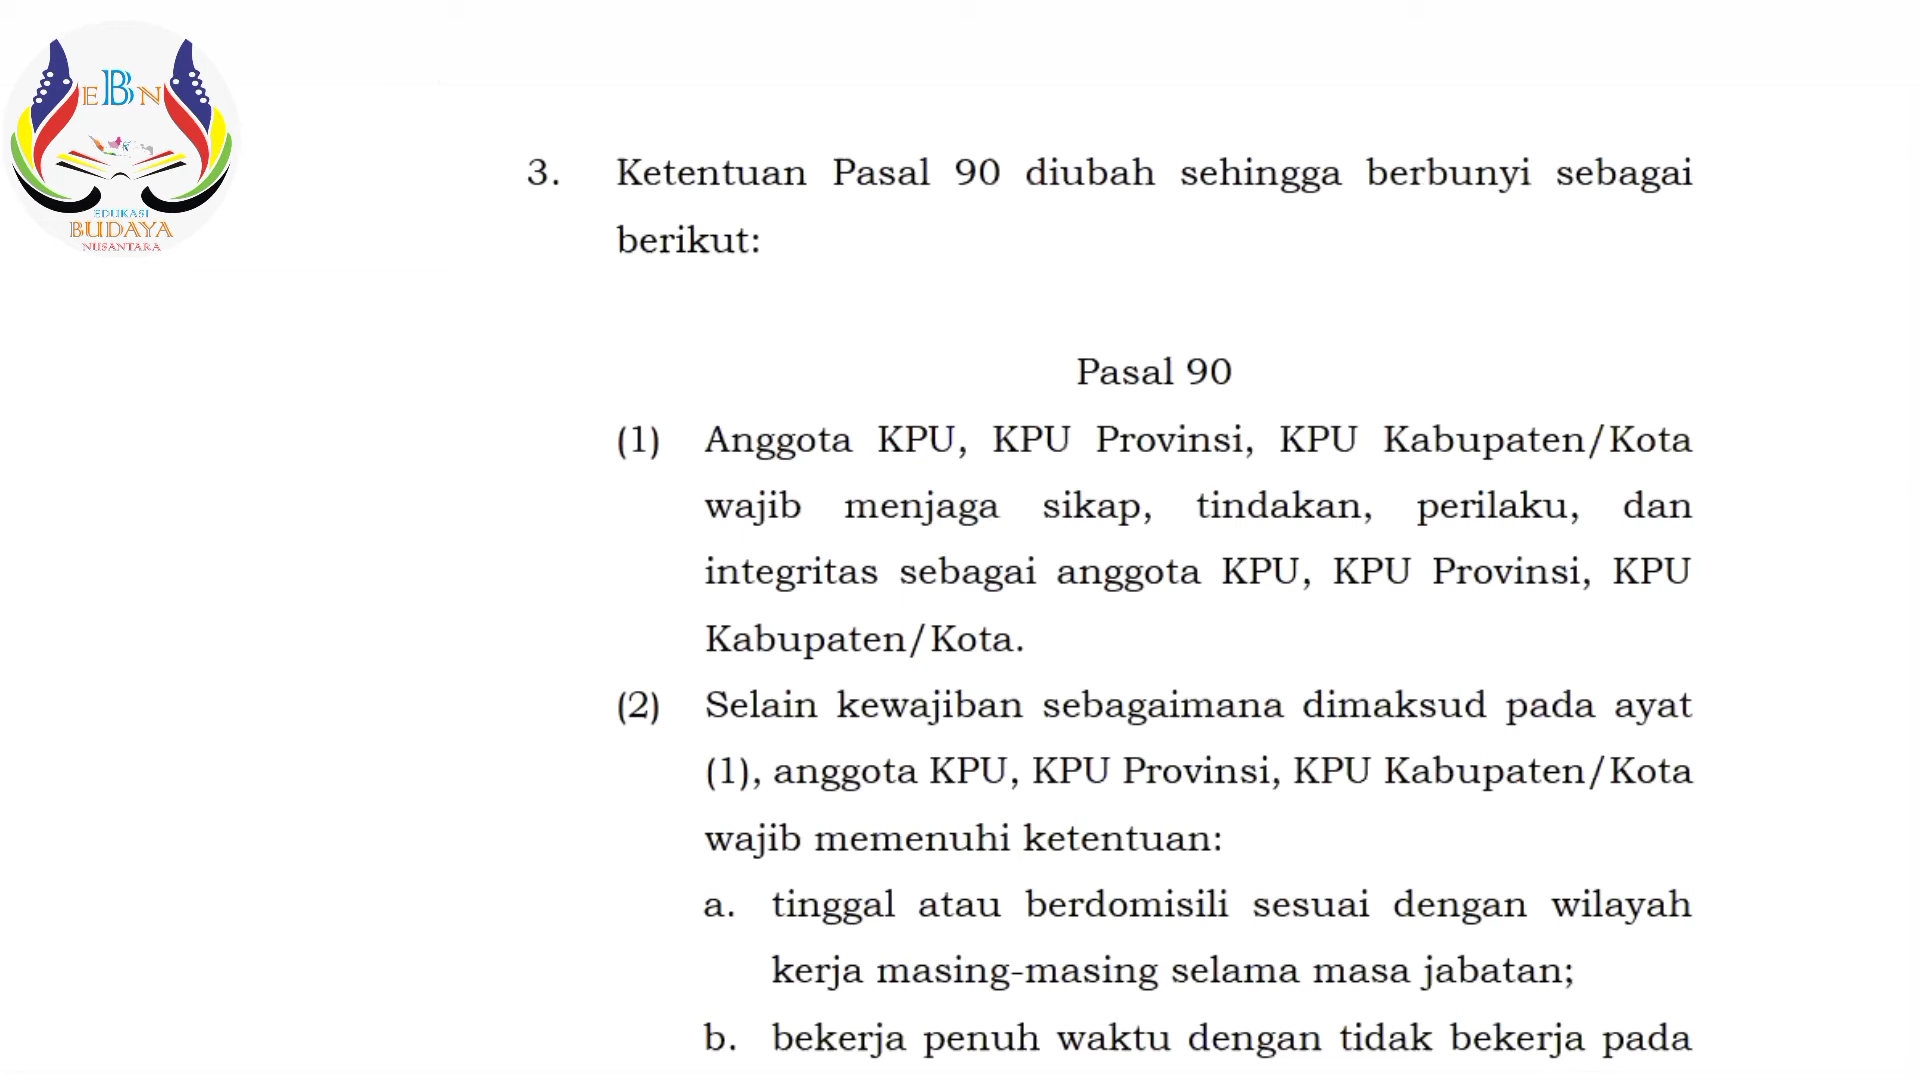 EBN
EDUKASI
BUDAYA
NUSANTARA
3. Ketentuan Pasal 90 diubah sehingga berbunyi sebagai
berikut:
Pasal 90
(1) Anggota KPU, KPU Provinsi, KPU Kabupaten/Kota
wajib menjaga sikap, tindakan, perilaku, dan
integritas sebagai anggota KPU, KPU Provinsi, KPU
Kabupaten/Kota.
(2) Selain kewajiban sebagaimana dimaksud pada ayat
(1), anggota KPU, KPU Provinsi, KPU Kabupaten/Kota
wajib memenuhi ketentuan:
a. tinggal atau berdomisili sesuai dengan wilayah
kerja masing-masing selama masa jabatan;
b. bekerja penuh waktu dengan tidak bekerja pada